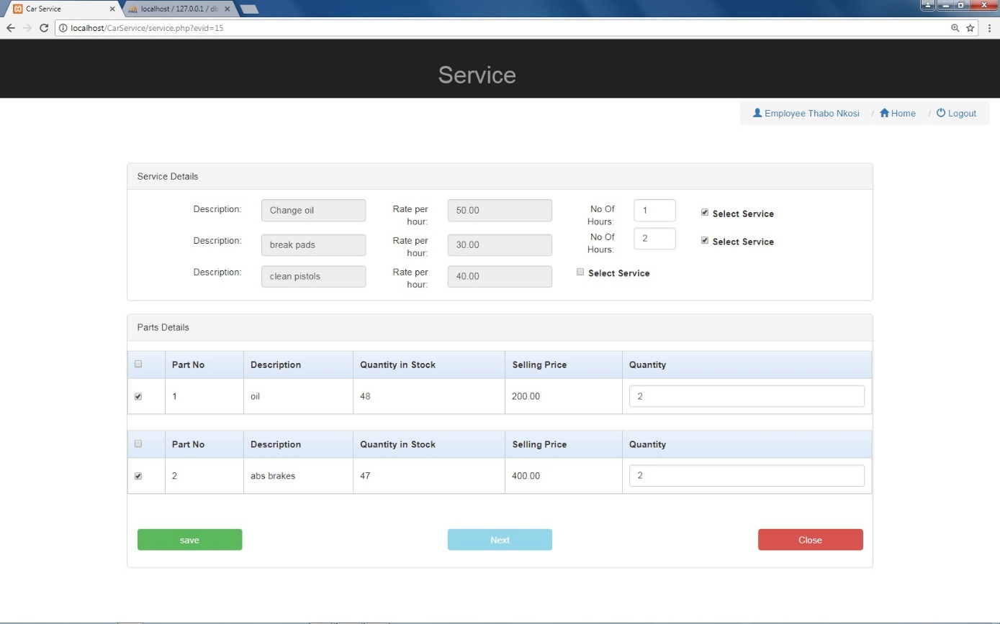 Car Service
localhost / 127.0.0.1 / db
localhost/CarService/service.php?evid=15
Service
Employee Thabo Nkosi / Home / Logout
Service Details
Description: Change oil Rate per hour: 50.00 No Of Hours: 1 Select Service
Description: break pads Rate per hour: 30.00 No Of Hours: 2 Select Service
Description: clean pistols Rate per hour: 40.00 Select Service
Parts Details
Part No Description Quantity in Stock Selling Price Quantity
1 oil 48 200.00 2
Part No Description Quantity in Stock Selling Price Quantity
2 abs brakes 47 400.00 2
save Next Close